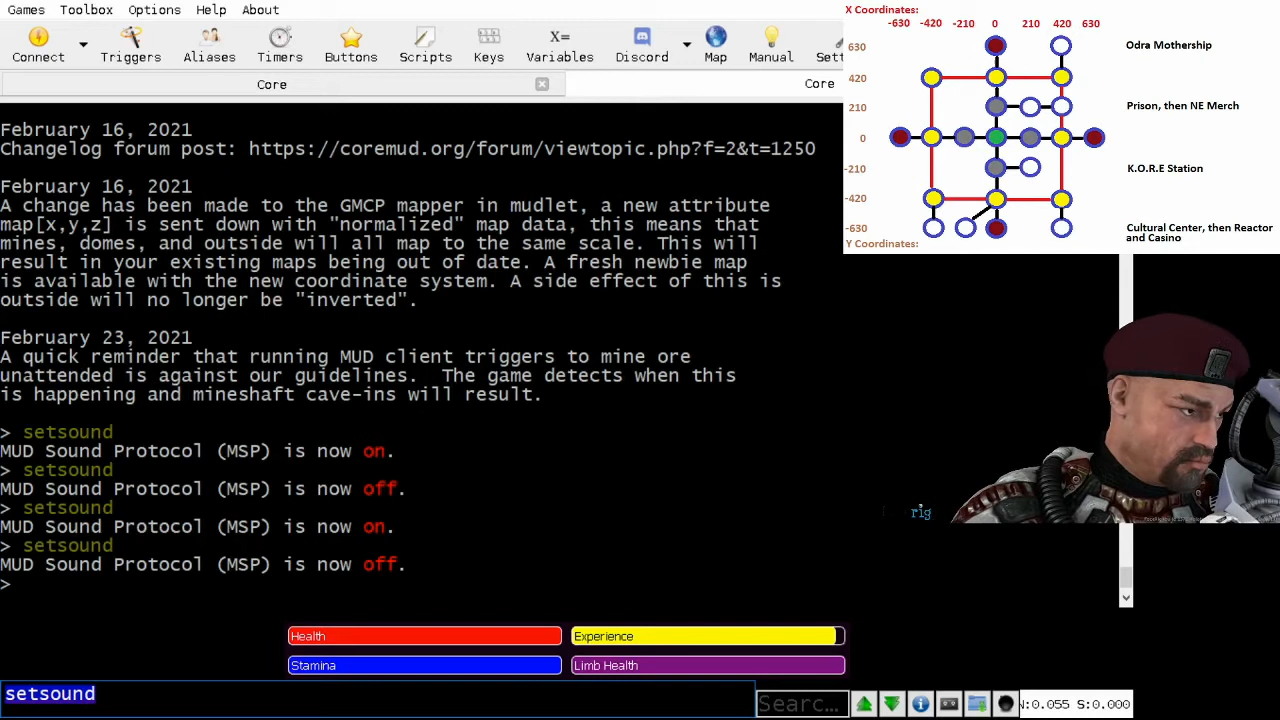 Games Toolbox Options Help About
Connect Triggers Aliases Timers Buttons Scripts Keys Variables Discord Map Manual Sett
X=
Core
Core
February 16, 2021
Changelog forum post: https://coremud.org/forum/viewtopic.php?f=2&t=1250
February 16, 2021
A change has been made to the GMCP mapper in mudlet, a new attribute
map[x,y,z] is sent down with "normalized" map data, this means that
mines, domes, and outside will all map to the same scale. This will
result in your existing maps being out of date. A fresh newbie map
is available with the new coordinate system. A side effect of this is
outside will no longer be "inverted".
February 23, 2021
A quick reminder that running MUD client triggers to mine ore
unattended is against our guidelines.  The game detects when this
is happening and mineshaft cave-ins will result.
> setsound
MUD Sound Protocol (MSP) is now on.
> setsound
MUD Sound Protocol (MSP) is now off.
> setsound
MUD Sound Protocol (MSP) is now on.
> setsound
MUD Sound Protocol (MSP) is now off.
>
Health
Experience
Stamina
Limb Health
setsound
Searc...
N:0.055 S:0.000
X Coordinates:
-630 -420 -210 0 210 420 630
630
420
210
0
-210
-420
-630
Y Coordinates:
Odra Mothership
Prison, then NE Merch
K.O.R.E Station
Cultural Center, then Reactor
and Casino
rig